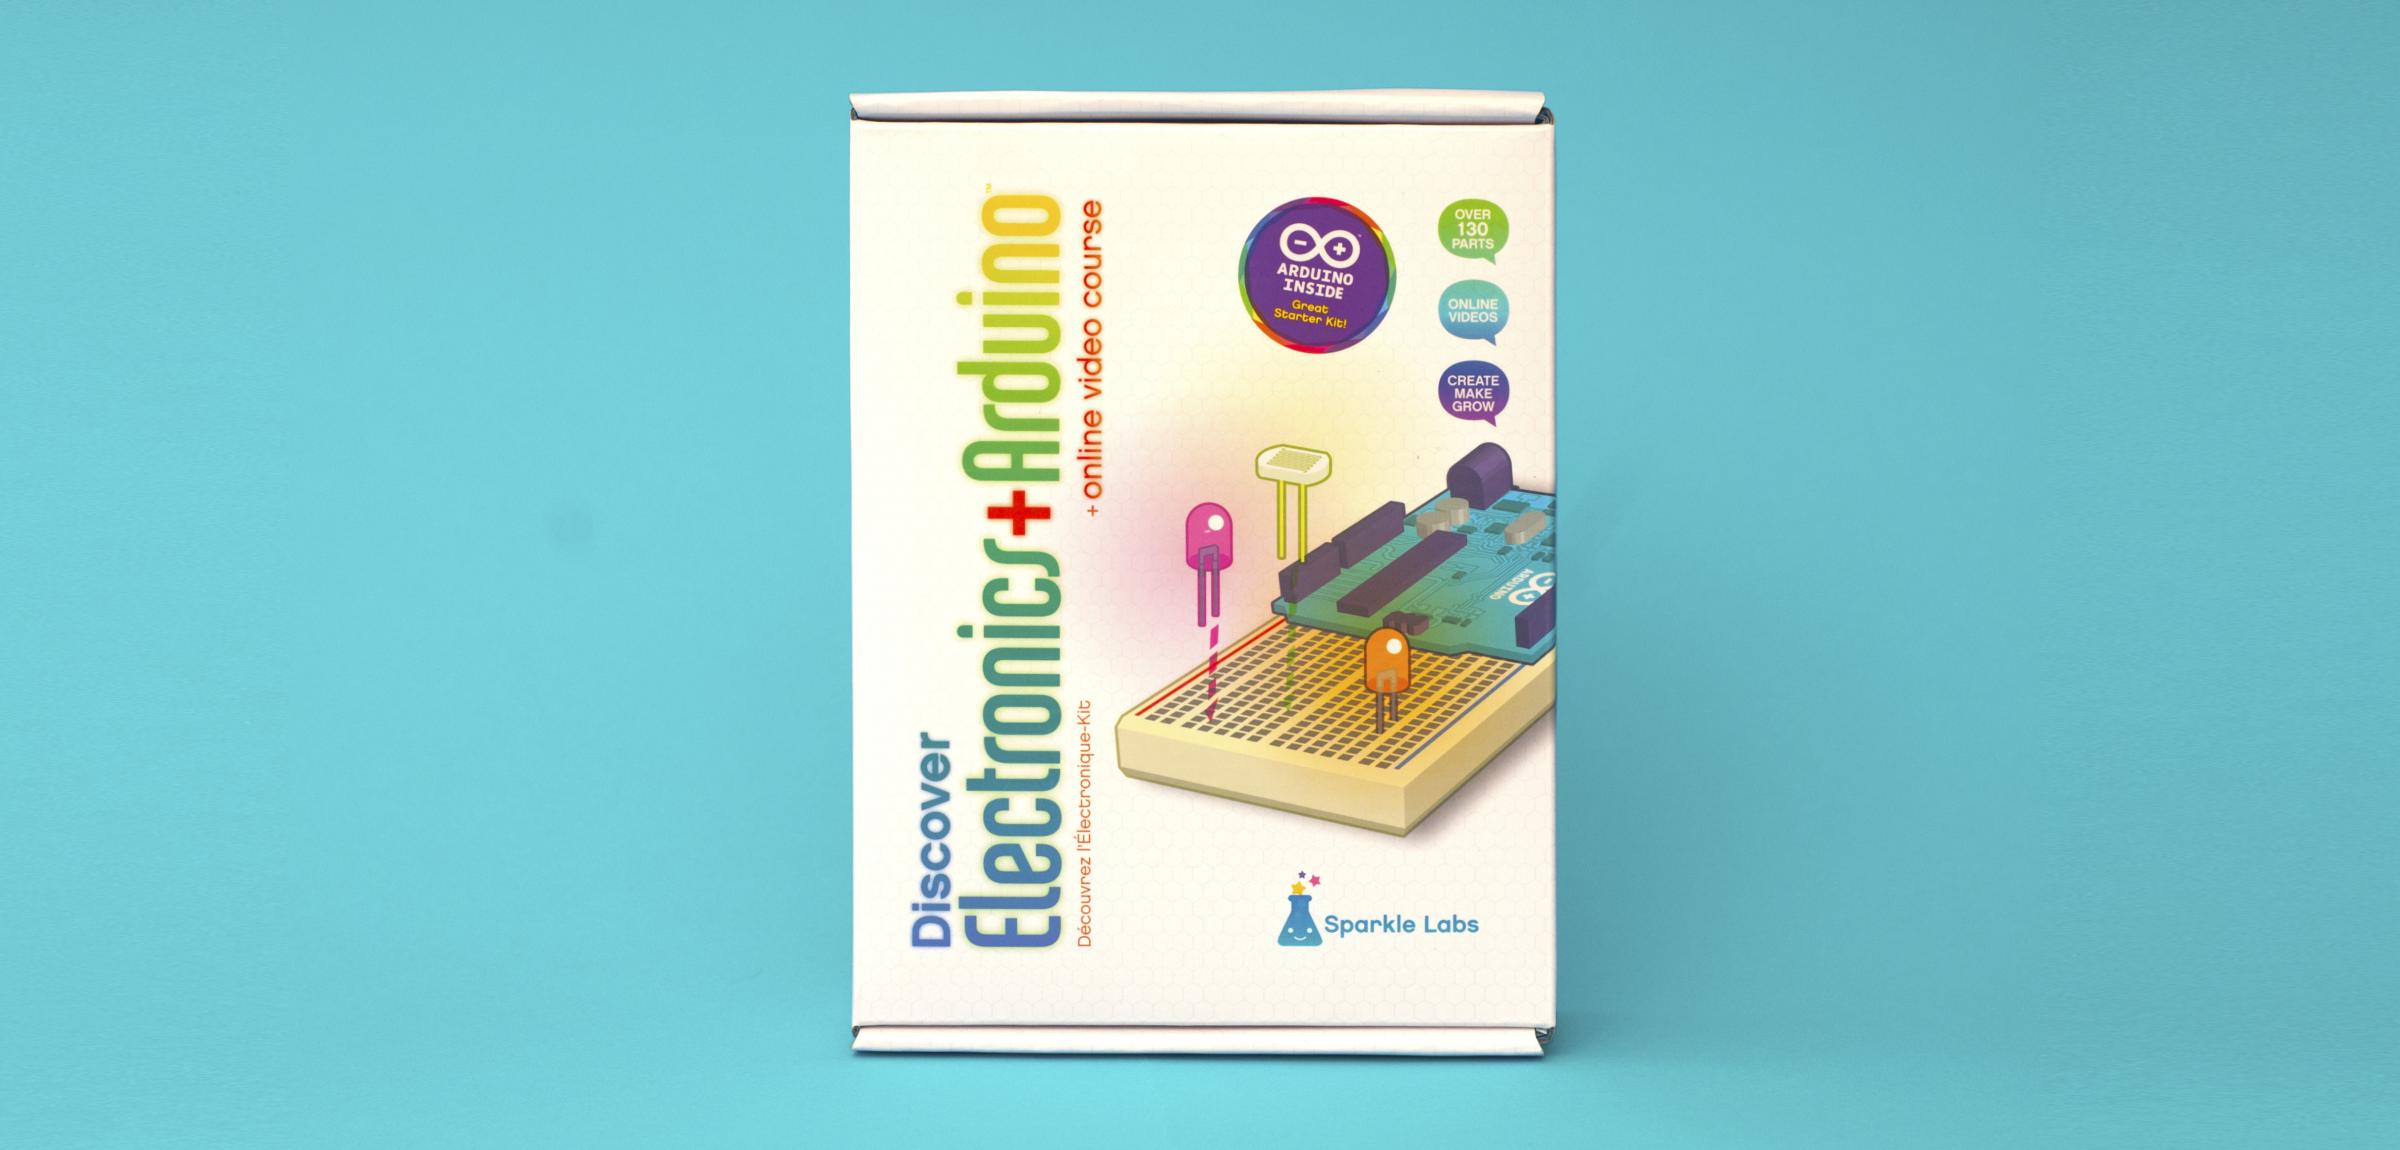 Discover
Electronics+Arduino™
+ online video course
Découvrez l'Électronique-Kit
ARDUINO
INSIDE
Great
Starter Kit!
OVER
130
PARTS
ONLINE
VIDEOS
CREATE
MAKE
GROW
ARDUINO
Sparkle Labs